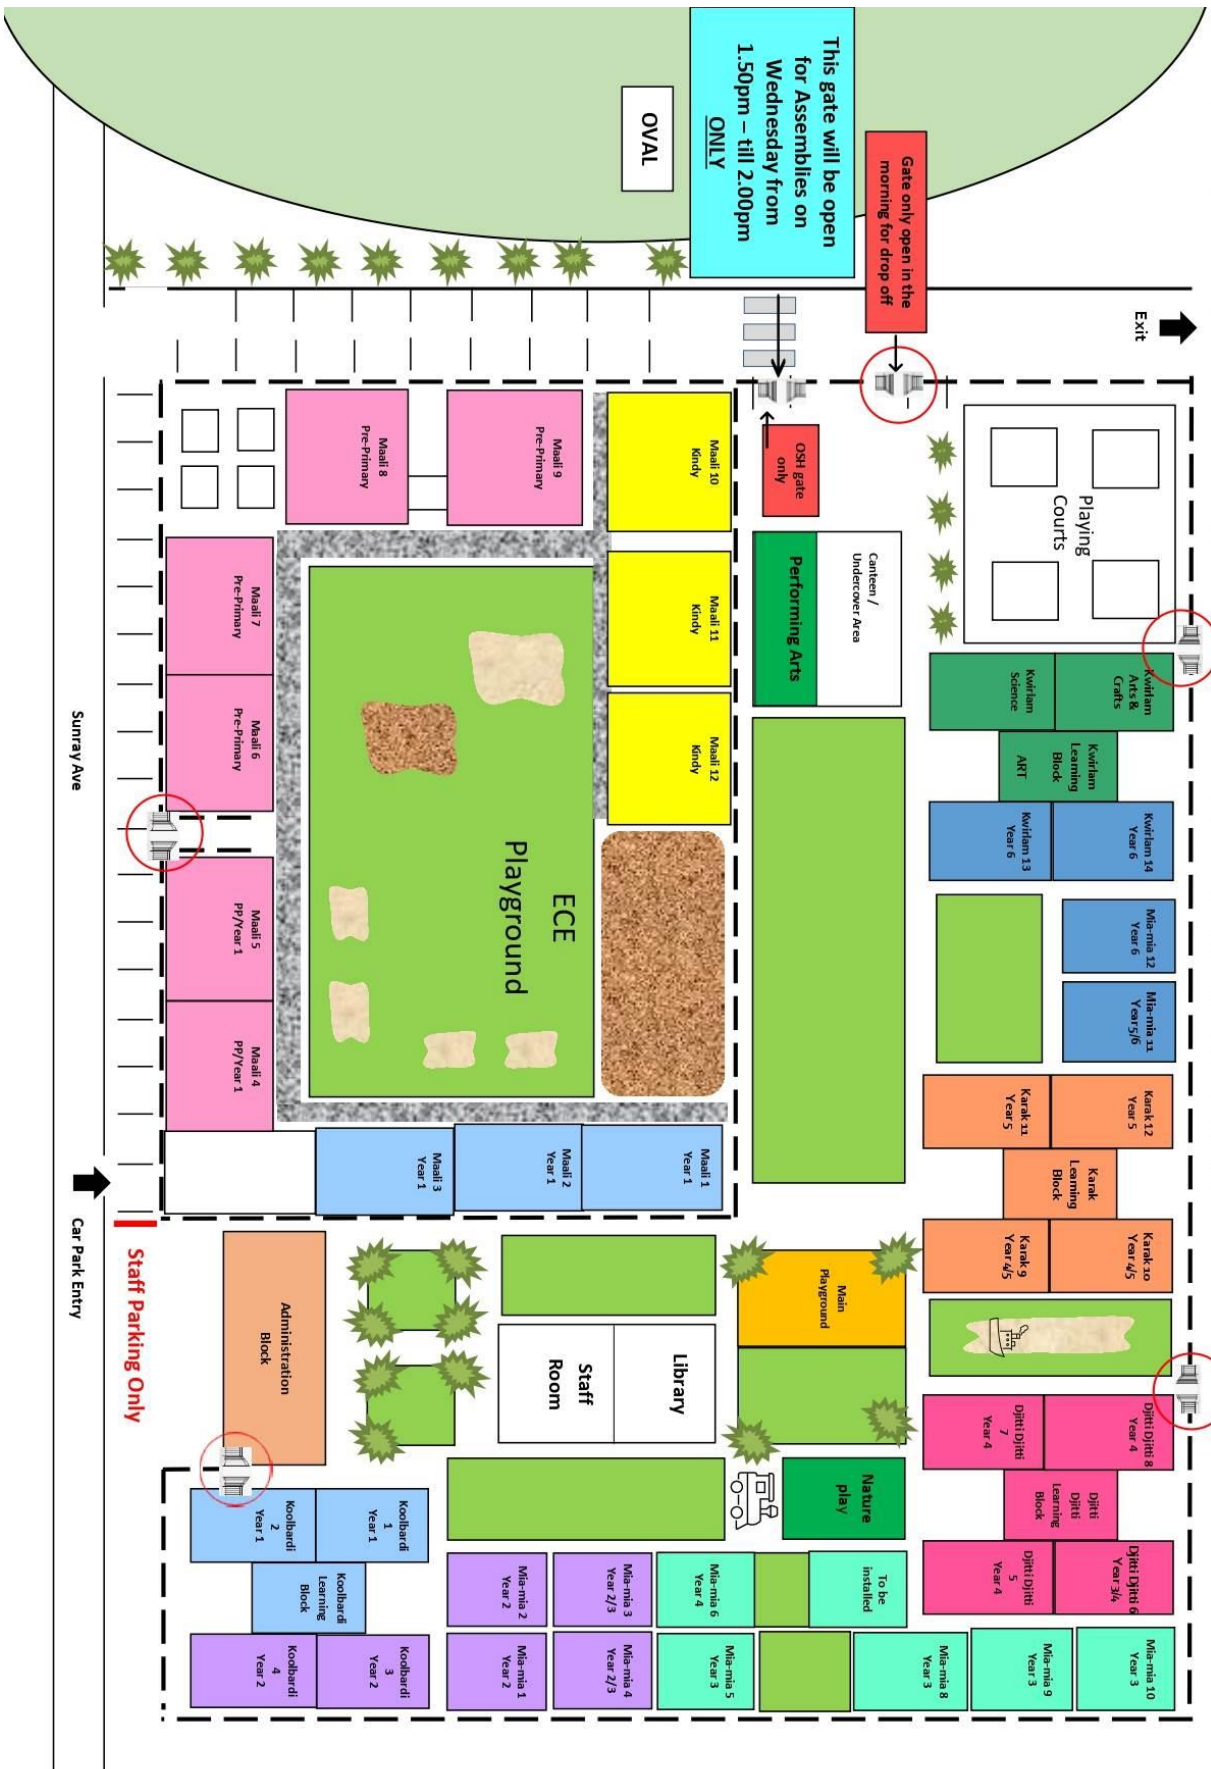 This gate will be open
for Assemblies on
Wednesday from
1.50pm – till 2.00pm
ONLY
OVAL
Gate only open in the
morning for drop off
Exit
Playing
Courts
OSH gate
only
Canteen /
Undercover Area
Performing Arts
Maali 10
Kindy
Maali 11
Kindy
Maali 12
Kindy
Maali 9
Pre-Primary
Maali 8
Pre-Primary
Maali 7
Pre-Primary
Maali 6
Pre-Primary
Maali 5
PP/Year 1
Maali 4
PP/Year 1
ECE
Playground
Maali 1
Year 1
Maali 2
Year 1
Maali 3
Year 1
Kwirlam
Arts &
Crafts
Kwirlam
Science
Kwirlam
Learning
Block
ART
Kwirlam 14
Year 6
Kwirlam 13
Year 6
Mia-mia 12
Year 6
Mia-mia 11
Year 5/6
Karak 12
Year 5
Karak 11
Year 5
Karak
Learning
Block
Karak 10
Year 4/5
Karak 9
Year 4/5
Djitti Djitti 8
Year 4
Djitti Djitti
7
Year 4
Djitti
Djitti
Learning
Block
Djitti Djitti 6
Year 3/4
Djitti Djitti
5
Year 4
Mia-mia 10
Year 3
Mia-mia 9
Year 3
Mia-mia 8
Year 3
To be
installed
Mia-mia 6
Year 4
Mia-mia 5
Year 3
Mia-mia 3
Year 2/3
Mia-mia 4
Year 2/3
Mia-mia 2
Year 2
Mia-mia 1
Year 2
Nature
play
Main
Playground
Library
Staff
Room
Administration
Block
Koolbardi
1
Year 1
Koolbardi
2
Year 1
Koolbardi
Learning
Block
Koolbardi
3
Year 2
Koolbardi
4
Year 2
Staff Parking Only
Sunray Ave
Car Park Entry